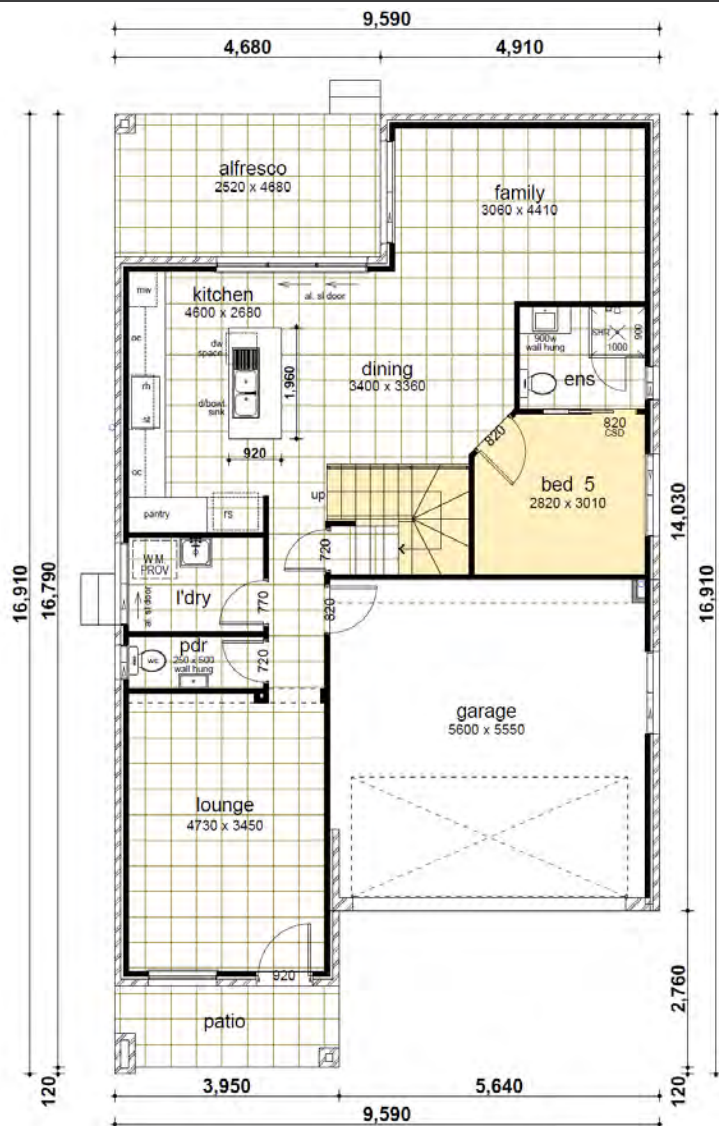 9,590
4,680
4,910
alfresco
2520 x 4680
family
3060 x 4410
mw
kitchen
4600 x 2680
al. sl door
oc
dw
space
1,960
dining
3400 x 3360
900w
wall hung
SHR
1000
900
ens
d/bowl
sink
920
820
820
CSD
oc
up
bed 5
2820 x 3010
14,030
pantry
rs
16,910
16,790
16,910
W.M.
PROV
720
al. sl door
l'dry
770
820
pdr
250 x 500
wall hung
wc
720
garage
5600 x 5550
lounge
4730 x 3450
920
2,760
patio
120
3,950
5,640
120
9,590